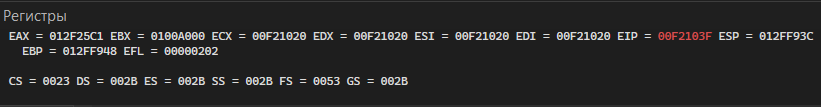 Регистры
EAX = 012F25C1 EBX = 0100A000 ECX = 00F21020 EDX = 00F21020 ESI = 00F21020 EDI = 00F21020 EIP = 00F2103F ESP = 012FF93C
EBP = 012FF948 EFL = 00000202
CS = 0023 DS = 002B ES = 002B SS = 002B FS = 0053 GS = 002B